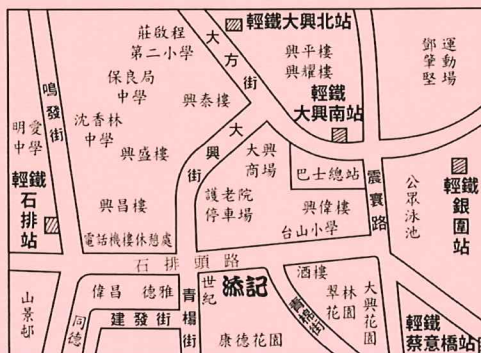 輕鐵大興北站
莊啟程
第二小學
大方街
興平樓
興耀樓
鄧肇堅
運動場
保良局
中學
鳴發街
興泰樓
輕鐵
大興南站
沈香林
中學
明愛
中學
大興街
興盛樓
大興
商場
巴士總站
震寰路
公眾泳池
輕鐵
銀圍站
輕鐵
石排站
興昌樓
護老院
停車場
興偉樓
電話機樓休憩處
台山小學
石排頭路
山景邨
偉昌
德雅
青楊街
世紀
添記
酒樓
青棉街
翠林花園
大興花園
同德
建發街
康德花園
輕鐵
蔡意橋站